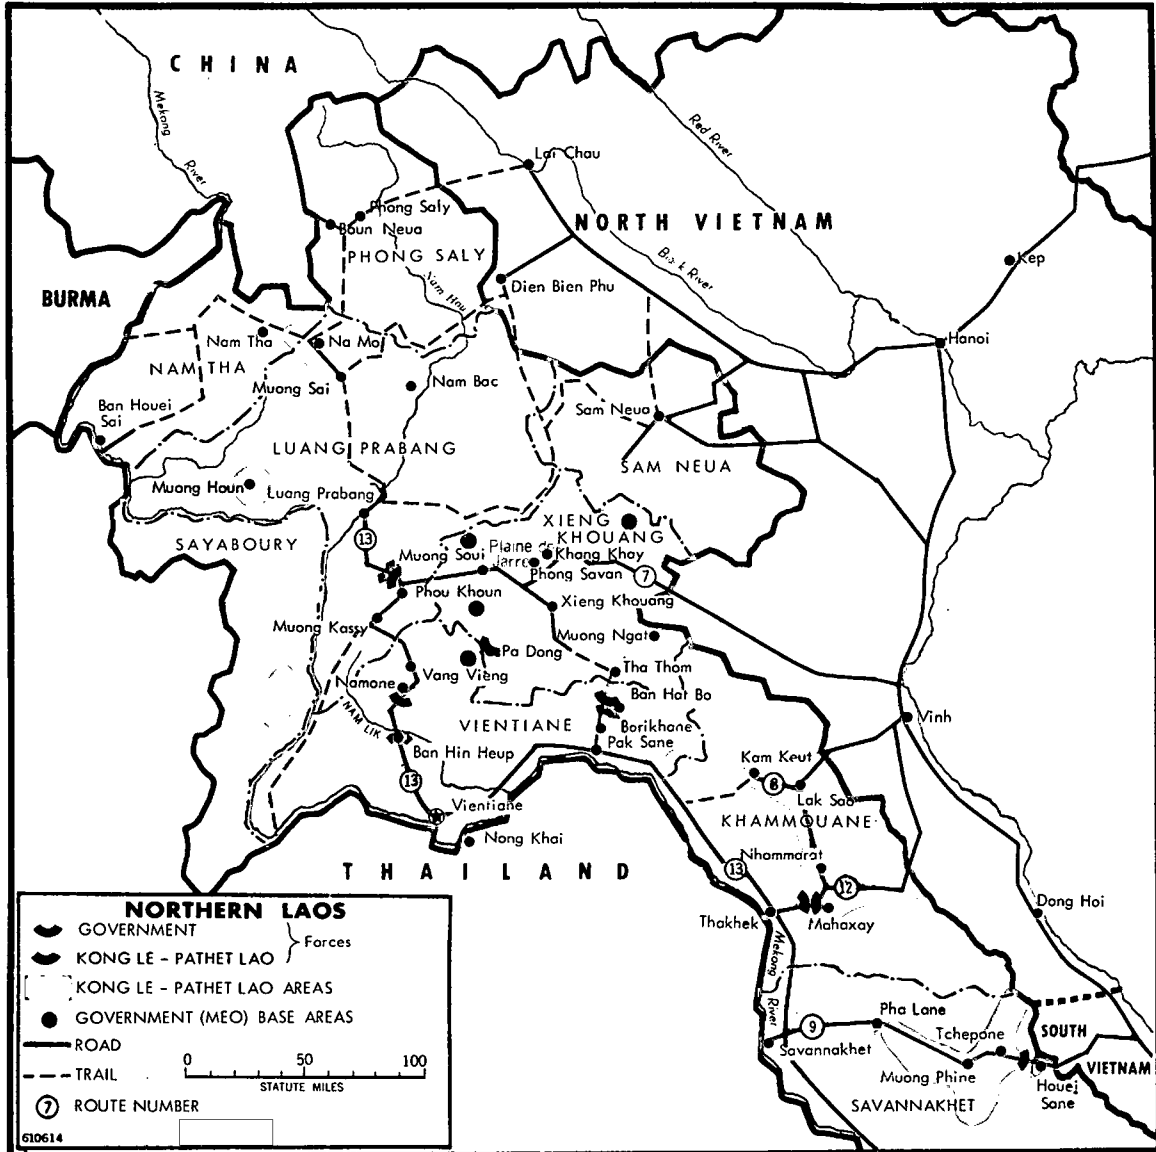 CHINA
Mekong
River
Red River
Lai Chau
Phong Saly
Boun Neua
PHONG SALY
NORTH VIETNAM
Nam Hou
Black River
Kep
Dien Bien Phu
BURMA
Nam Tha
Na Mo
Hanoi
NAM THA
Muong Sai
Nam Bac
Ban Houei
Sai
Sam Neua
LUANG PRABANG
SAM NEUA
Muong Houn
Luang Prabang
XIENG
KHOUANG
SAYABOURY
13
Muong Soui
Plaine des
Jarres
Khang Khay
Phong Savan
7
Phou Khoun
Xieng Khouang
Muong Kassy
Muong Ngat
Pa Dong
Tha Thom
Vang Vieng
Namone
Ban Hat Bo
NAM LIK
VIENTIANE
Borikhane
Vinh
Ban Hin Heup
Pak Sane
Kam Keut
13
8
Vientiane
Lak Sao
KHAMMOUANE
Nong Khai
THAILAND
Nhommarat
13
12
Thakhek
Mahaxay
Dong Hoi
Mekong
River
Pha Lane
9
Tchepone
SOUTH
VIETNAM
Savannakhet
Muong Phine
Houei
Sane
SAVANNAKHET
NORTHERN LAOS
GOVERNMENT
KONG LE - PATHET LAO
Forces
KONG LE - PATHET LAO AREAS
GOVERNMENT (MEO) BASE AREAS
ROAD
0 50 100
STATUTE MILES
TRAIL
7 ROUTE NUMBER
610614